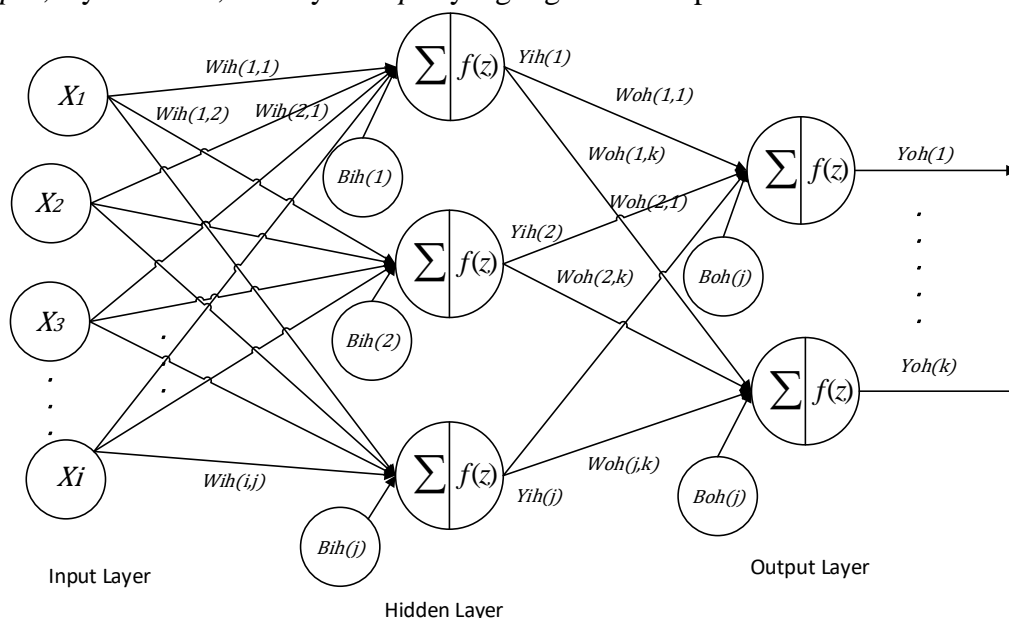 Wih(1,1)
Wih(1,2)
Wih(2,1)
X1
X2
X3
Xi
Wih(i,j)
Bih(1)
Bih(2)
Bih(j)
∑ f(z)
∑ f(z)
∑ f(z)
Yih(1)
Yih(2)
Yih(j)
Woh(1,1)
Woh(1,k)
Woh(2,1)
Woh(2,k)
Woh(j,k)
Boh(j)
Boh(j)
∑ f(z)
∑ f(z)
Yoh(1)
Yoh(k)
Input Layer
Hidden Layer
Output Layer